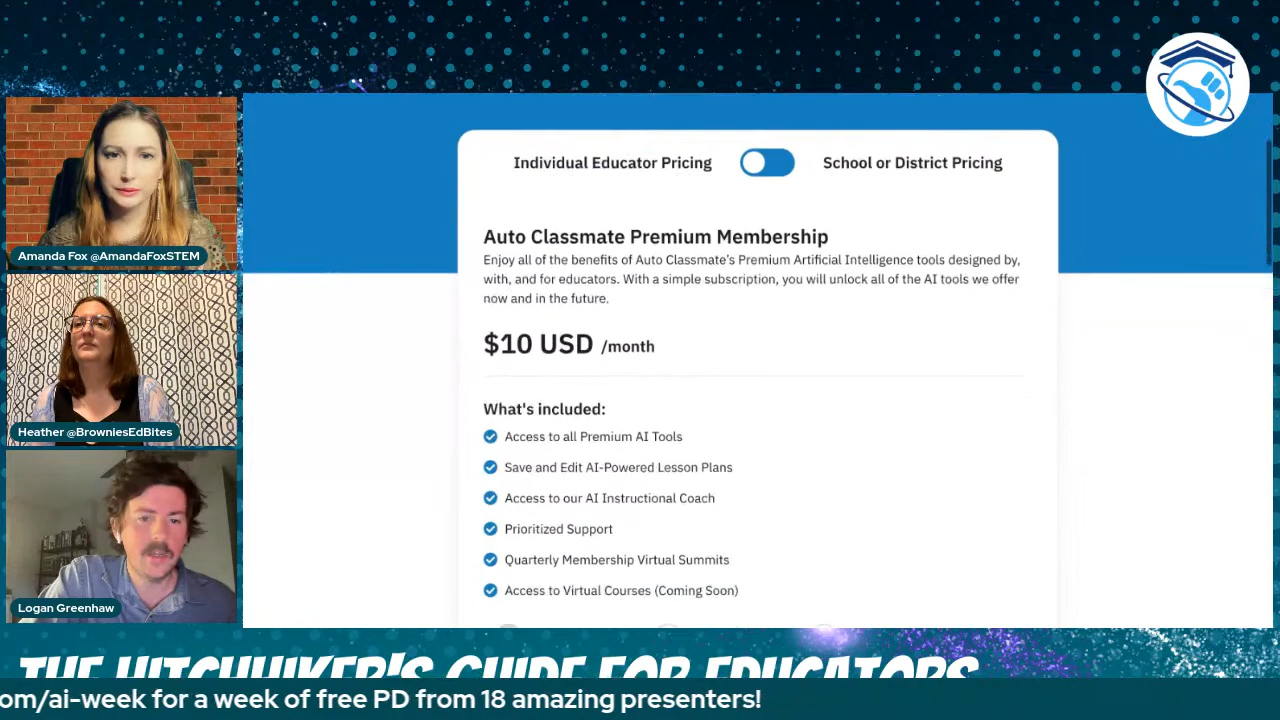 Individual Educator Pricing
School or District Pricing
Auto Classmate Premium Membership
Enjoy all of the benefits of Auto Classmate's Premium Artificial Intelligence tools designed by,
with, and for educators. With a simple subscription, you will unlock all of the AI tools we offer
now and in the future.
$10 USD /month
What's included:
Access to all Premium AI Tools
Save and Edit AI-Powered Lesson Plans
Access to our AI Instructional Coach
Prioritized Support
Quarterly Membership Virtual Summits
Access to Virtual Courses (Coming Soon)
Amanda Fox @AmandaFoxSTEM
Heather @BrowniesEdBites
Logan Greenhaw
THE HITCHHIKER'S GUIDE FOR EDUCATORS
om/ai-week for a week of free PD from 18 amazing presenters!